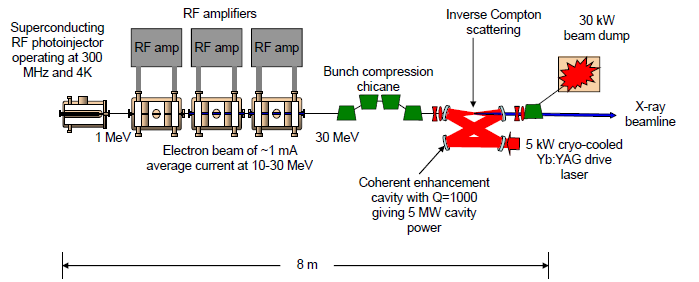 Superconducting
RF photoinjector
operating at 300
MHz and 4K
RF amplifiers
RF amp
RF amp
RF amp
1 MeV
Electron beam of ~1 mA
average current at 10-30 MeV
30 MeV
Bunch compression
chicane
Inverse Compton
scattering
30 kW
beam dump
X-ray
beamline
5 kW cryo-cooled
Yb:YAG drive
laser
Coherent enhancement
cavity with Q=1000
giving 5 MW cavity
power
8 m